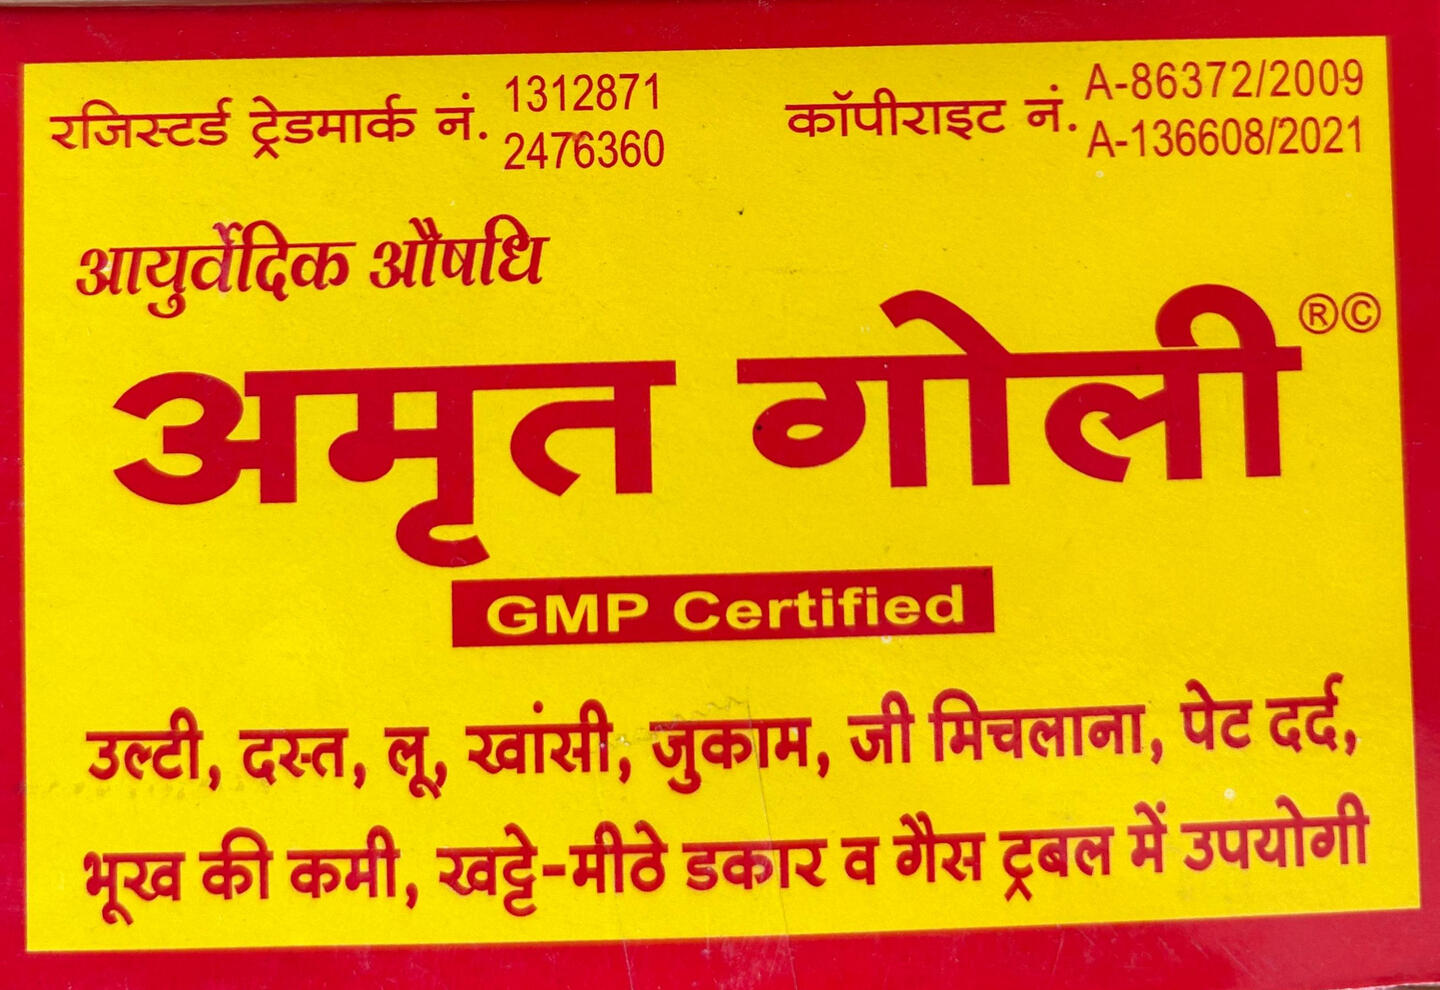 रजिस्टर्ड ट्रेडमार्क नं. 1312871
2476360
कॉपीराइट नं. A-86372/2009
A-136608/2021
आयुर्वेदिक औषधि
अमृत गोली ®©
GMP Certified
उल्टी, दस्त, लू, खांसी, जुकाम, जी मिचलाना, पेट दर्द,
भूख की कमी, खट्टे-मीठे डकार व गैस ट्रबल में उपयोगी